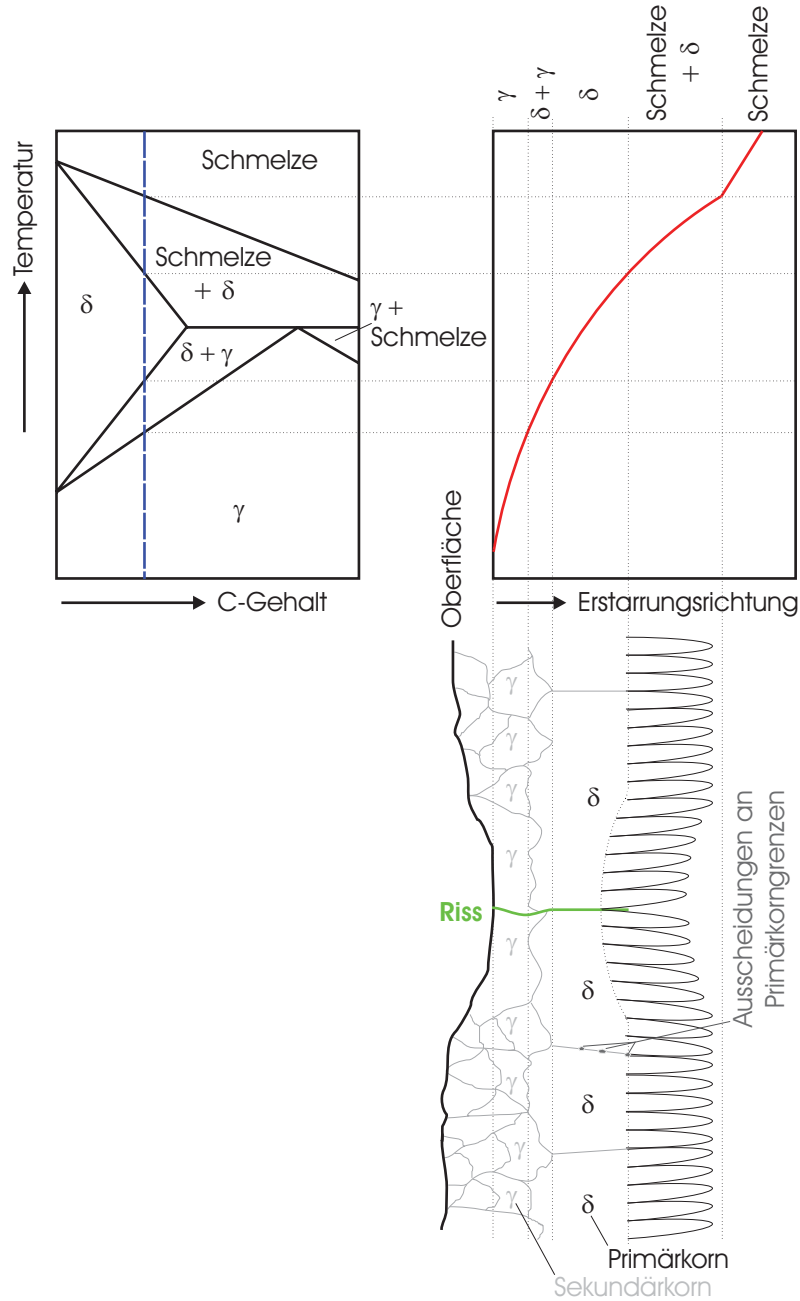 Temperatur
Schmelze
Schmelze
+ δ
δ
γ +
Schmelze
δ + γ
γ
C-Gehalt
γ
δ + γ
δ
Schmelze
+ δ
Schmelze
Oberfläche
Erstarrungsrichtung
γ
γ
γ
δ
γ
Riss
γ
δ
γ
γ
δ
γ
γ
δ
Ausscheidungen an
Primärkorngrenzen
Primärkorn
Sekundärkorn